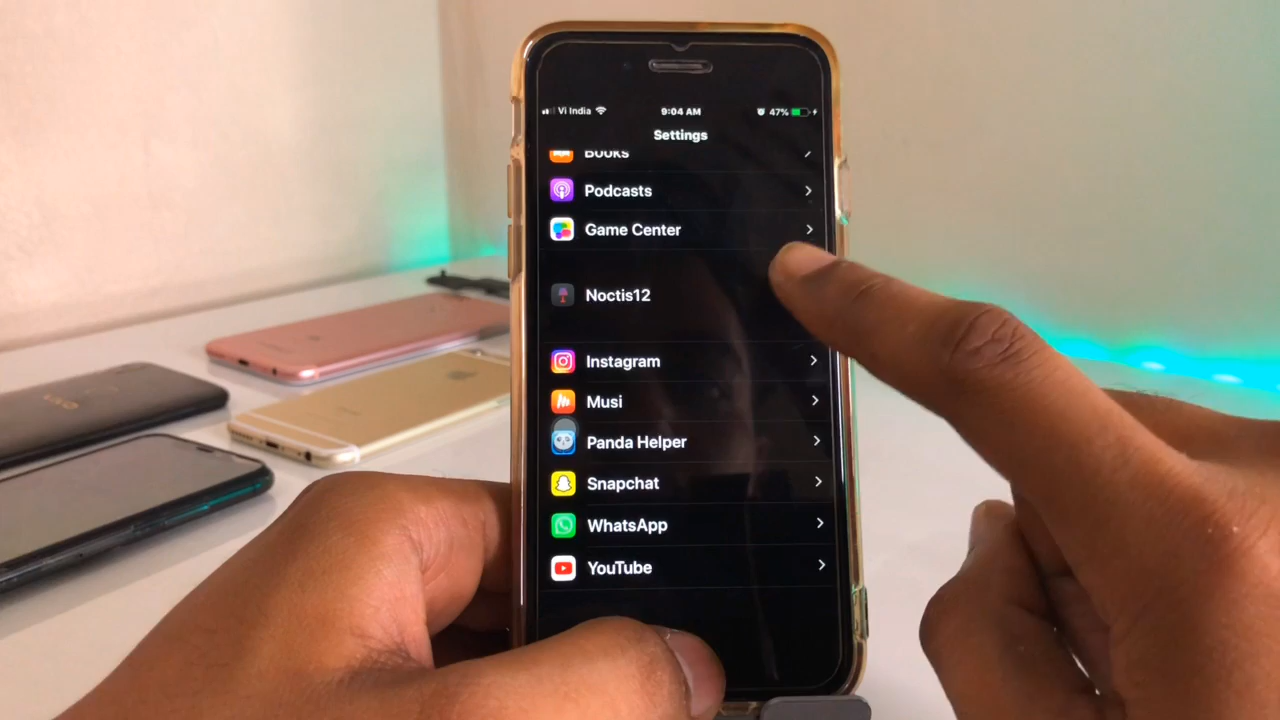 Vi India 9:04 AM 47%
Settings
Books
Podcasts
Game Center
Noctis12
Instagram
Musi
Panda Helper
Snapchat
WhatsApp
YouTube
vivo